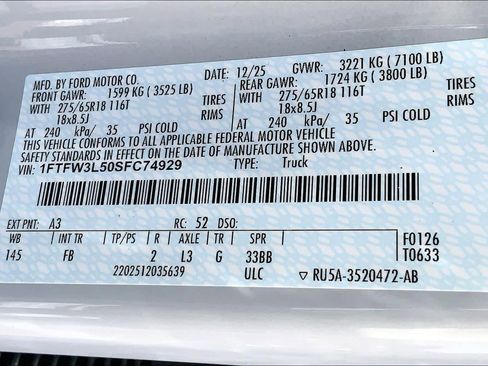 MFD. BY FORD MOTOR CO. DATE: 12/25 GVWR: 3221 KG (7100 LB)
FRONT GAWR: 1599 KG (3525 LB) REAR GAWR: 1724 KG (3800 LB)
WITH 275/65R18 116T TIRES WITH 275/65R18 116T TIRES
18x8.5J RIMS 18x8.5J RIMS
AT 240 kPa/ 35 PSI COLD AT 240 kPa/ 35 PSI COLD
THIS VEHICLE CONFORMS TO ALL APPLICABLE FEDERAL MOTOR VEHICLE
SAFETY STANDARDS IN EFFECT ON THE DATE OF MANUFACTURE SHOWN ABOVE.
VIN: 1FTFW3L50SFC74929 TYPE: Truck
EXT PNT: A3 RC: 52 DSO:
WB INT TR TP/PS R AXLE TR SPR F0126
145 FB 2 L3 G 33BB T0633
2202512035639 ULC ▽RU5A-3520472-AB